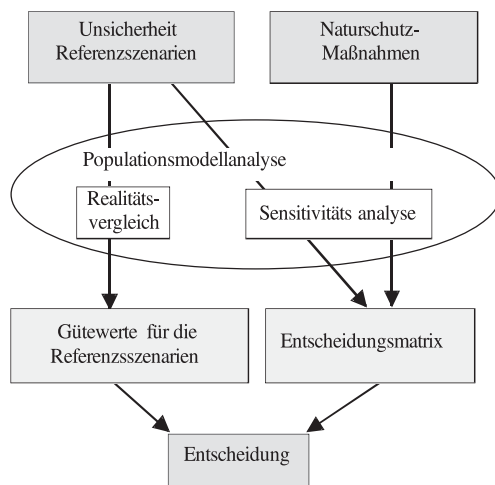 Unsicherheit
Referenzszenarien
Naturschutz-
Maßnahmen
Populationsmodellanalyse
Realitäts-
vergleich
Sensitivitäts analyse
Gütewerte für die
Referenzsszenarien
Entscheidungsmatrix
Entscheidung